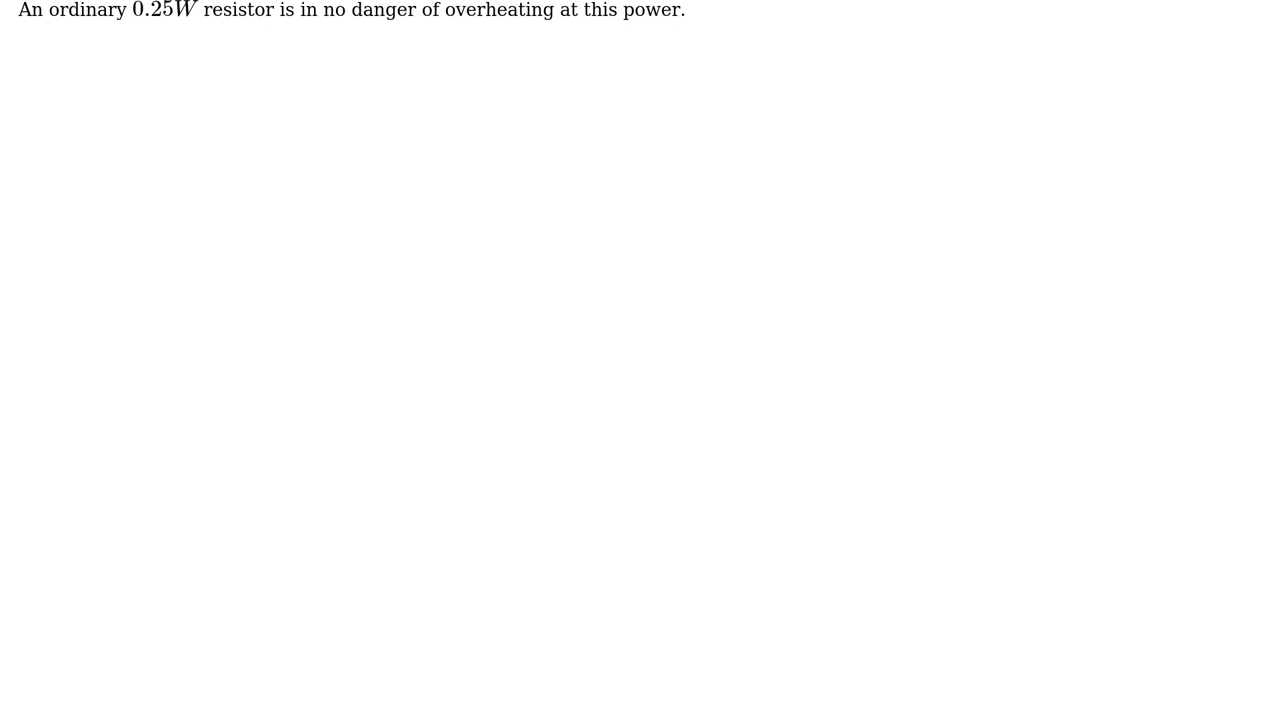 An ordinary 0.25W resistor is in no danger of overheating at this power.